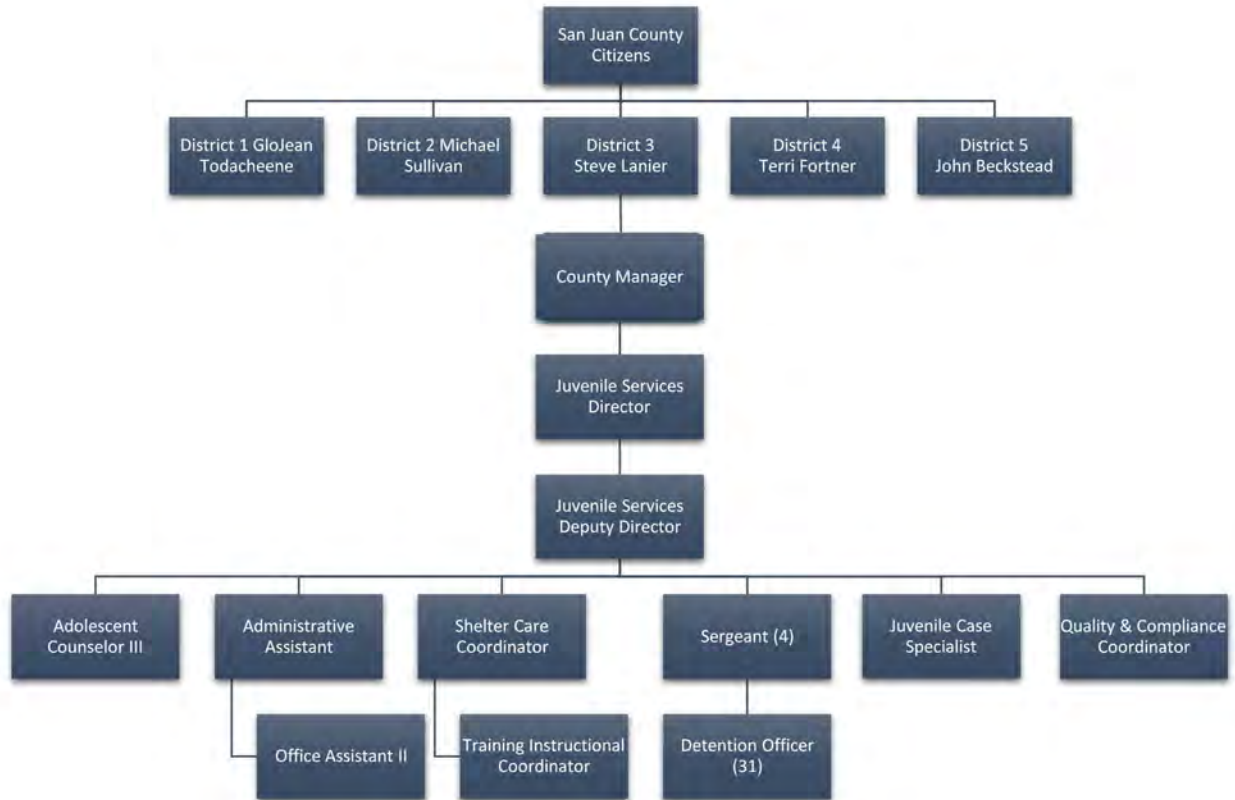 San Juan County
Citizens
District 1 GloJean
Todacheene
District 2 Michael
Sullivan
District 3
Steve Lanier
District 4
Terri Fortner
District 5
John Beckstead
County Manager
Juvenile Services
Director
Juvenile Services
Deputy Director
Adolescent
Counselor III
Administrative
Assistant
Shelter Care
Coordinator
Sergeant (4)
Juvenile Case
Specialist
Quality & Compliance
Coordinator
Office Assistant II
Training Instructional
Coordinator
Detention Officer
(31)